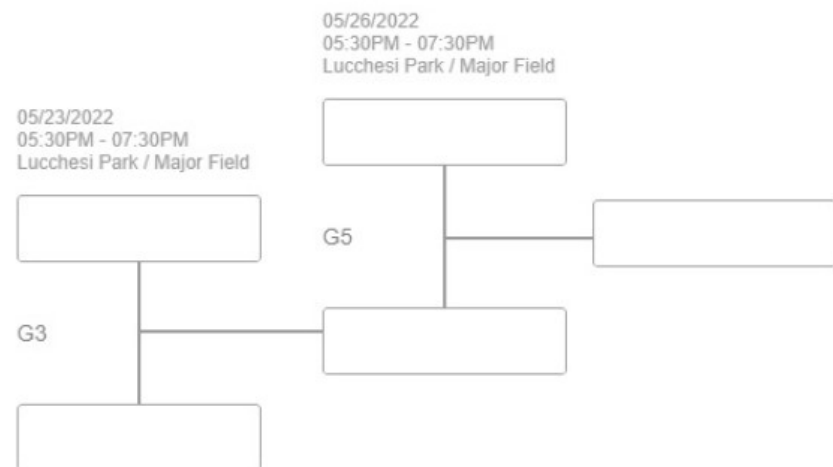 05/26/2022
05:30PM - 07:30PM
Lucchesi Park / Major Field
05/23/2022
05:30PM - 07:30PM
Lucchesi Park / Major Field
G5
G3